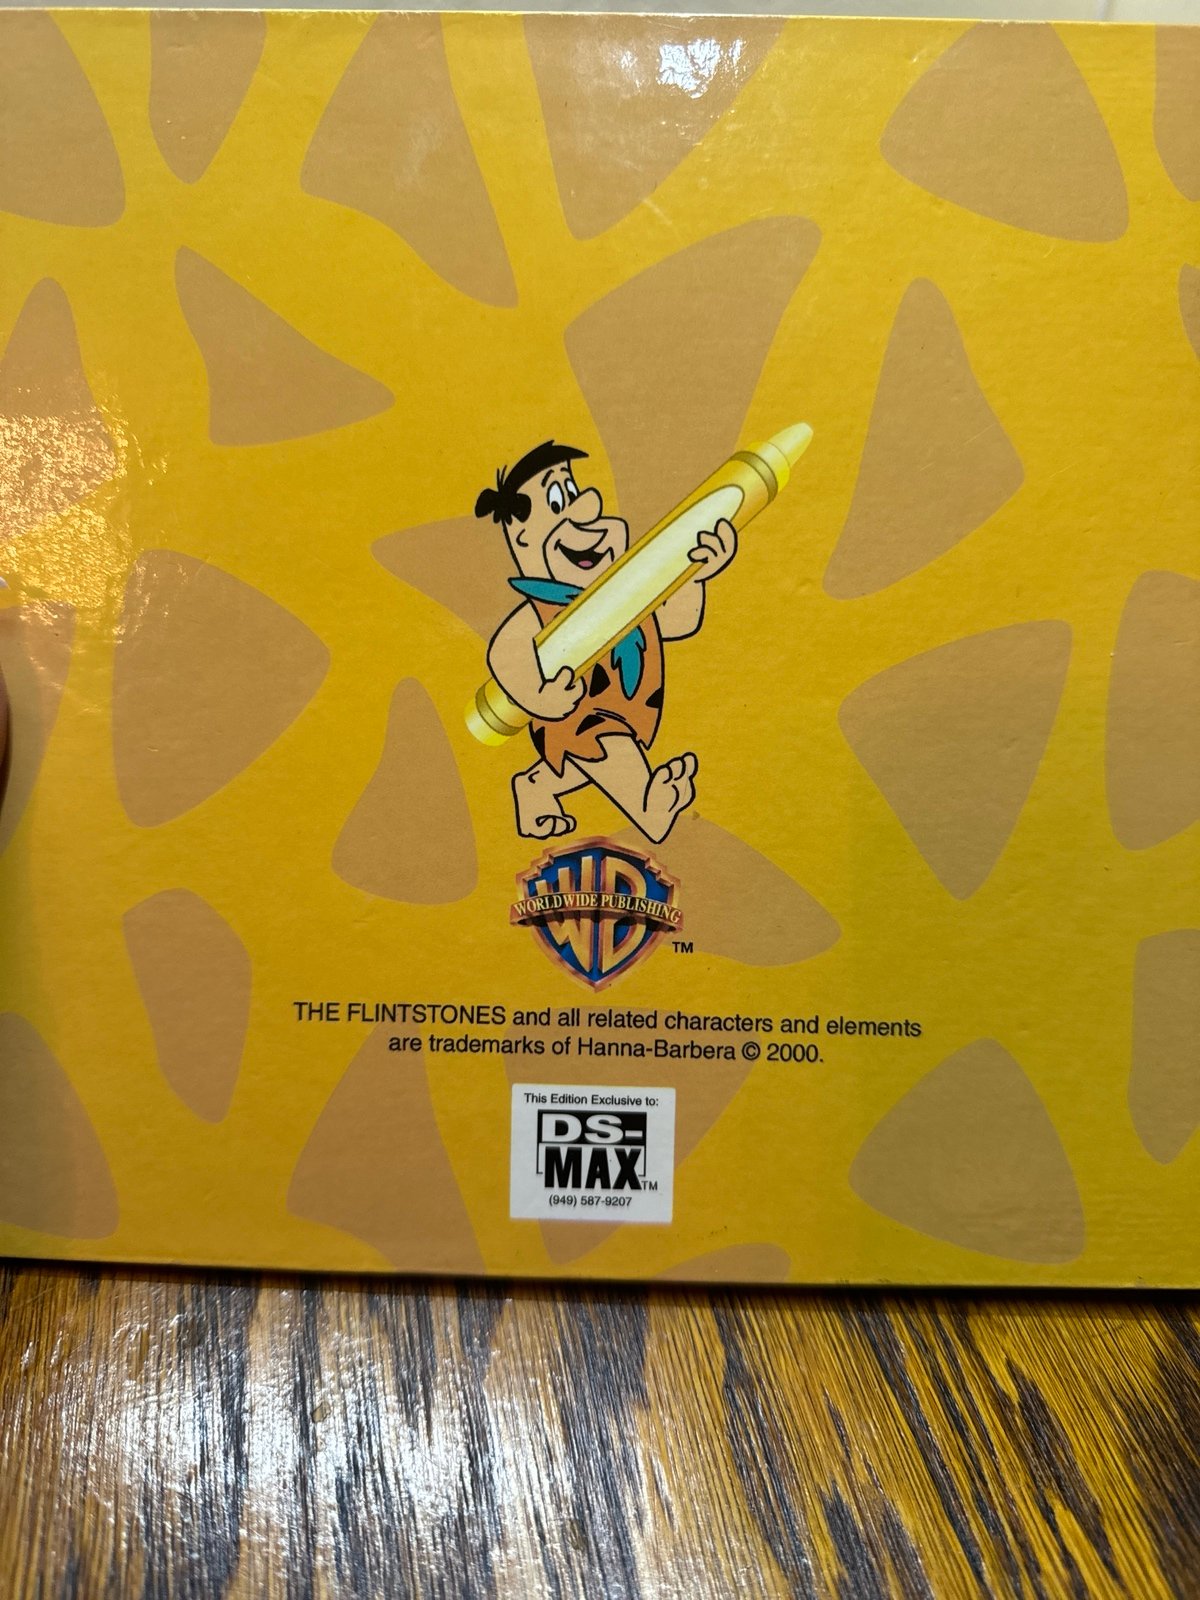 WB
WORLDWIDE PUBLISHING
TM
THE FLINTSTONES and all related characters and elements
are trademarks of Hanna-Barbera © 2000.
This Edition Exclusive to:
DS-
MAX TM
(949) 587-9207